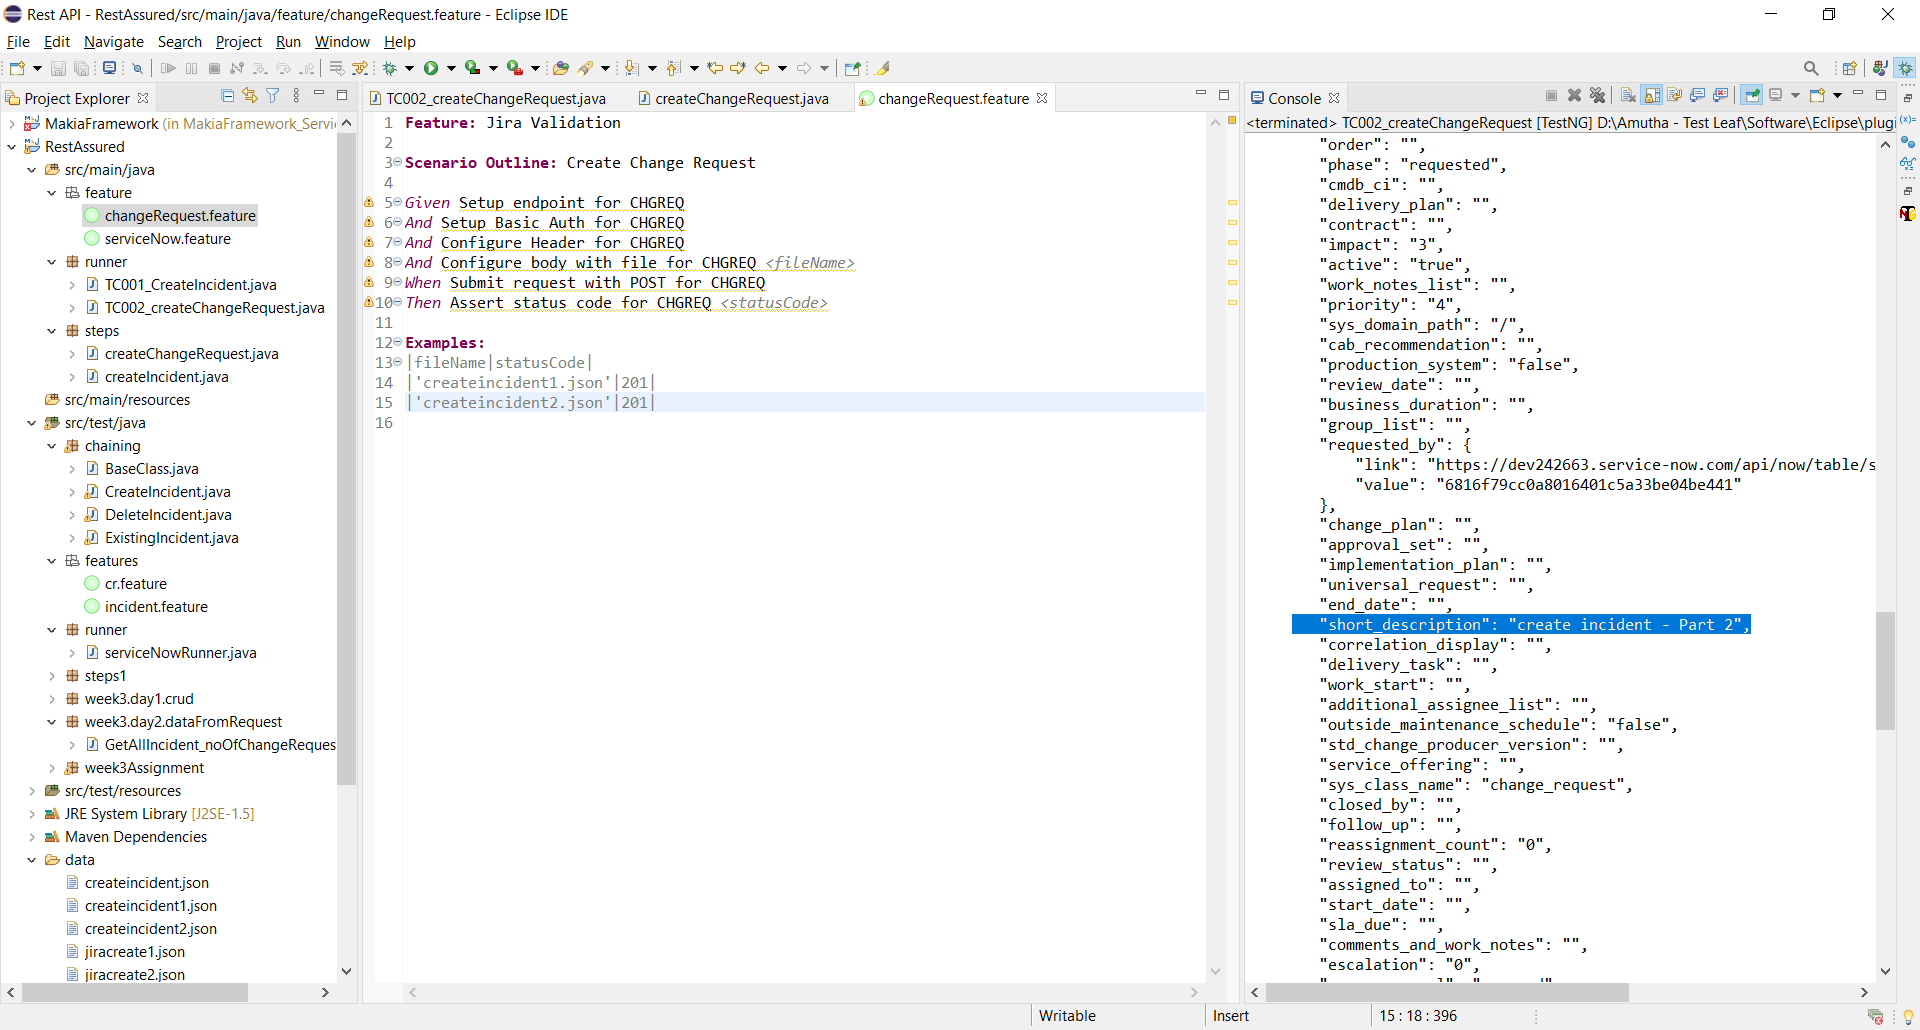 Rest API - RestAssured/src/main/java/feature/changeRequest.feature - Eclipse IDE
File Edit Navigate Search Project Run Window Help
Project Explorer
MakiaFramework (in MakiaFramework_Servi
RestAssured
src/main/java
feature
changeRequest.feature
serviceNow.feature
runner
TC001_CreateIncident.java
TC002_createChangeRequest.java
steps
createChangeRequest.java
createIncident.java
src/main/resources
src/test/java
chaining
BaseClass.java
CreateIncident.java
DeleteIncident.java
ExistingIncident.java
features
cr.feature
incident.feature
runner
serviceNowRunner.java
steps1
week3.day1.crud
week3.day2.dataFromRequest
GetAllIncident_noOfChangeReques
week3Assignment
src/test/resources
JRE System Library [J2SE-1.5]
Maven Dependencies
data
createincident.json
createincident1.json
createincident2.json
jiracreate1.json
jiracreate2.json
TC002_createChangeRequest.java createChangeRequest.java changeRequest.feature
1 Feature: Jira Validation
2
3 Scenario Outline: Create Change Request
4
5 Given Setup endpoint for CHGREQ
6 And Setup Basic Auth for CHGREQ
7 And Configure Header for CHGREQ
8 And Configure body with file for CHGREQ <fileName>
9 When Submit request with POST for CHGREQ
10 Then Assert status code for CHGREQ <statusCode>
11
12 Examples:
13 |fileName|statusCode|
14 |'createincident1.json'|201|
15 |'createincident2.json'|201|
16
Console
<terminated> TC002_createChangeRequest [TestNG] D:\Amutha - Test Leaf\Software\Eclipse\plugi
"order": "",
"phase": "requested",
"cmdb_ci": "",
"delivery_plan": "",
"contract": "",
"impact": "3",
"active": "true",
"work_notes_list": "",
"priority": "4",
"sys_domain_path": "/",
"cab_recommendation": "",
"production_system": "false",
"review_date": "",
"business_duration": "",
"group_list": "",
"requested_by": {
"link": "https://dev242663.service-now.com/api/now/table/s
"value": "6816f79cc0a8016401c5a33be04be441"
},
"change_plan": "",
"approval_set": "",
"implementation_plan": "",
"universal_request": "",
"end_date": "",
"short_description": "create incident - Part 2",
"correlation_display": "",
"delivery_task": "",
"work_start": "",
"additional_assignee_list": "",
"outside_maintenance_schedule": "false",
"std_change_producer_version": "",
"service_offering": "",
"sys_class_name": "change_request",
"closed_by": "",
"follow_up": "",
"reassignment_count": "0",
"review_status": "",
"assigned_to": "",
"start_date": "",
"sla_due": "",
"comments_and_work_notes": "",
"escalation": "0",
Writable Insert 15 : 18 : 396